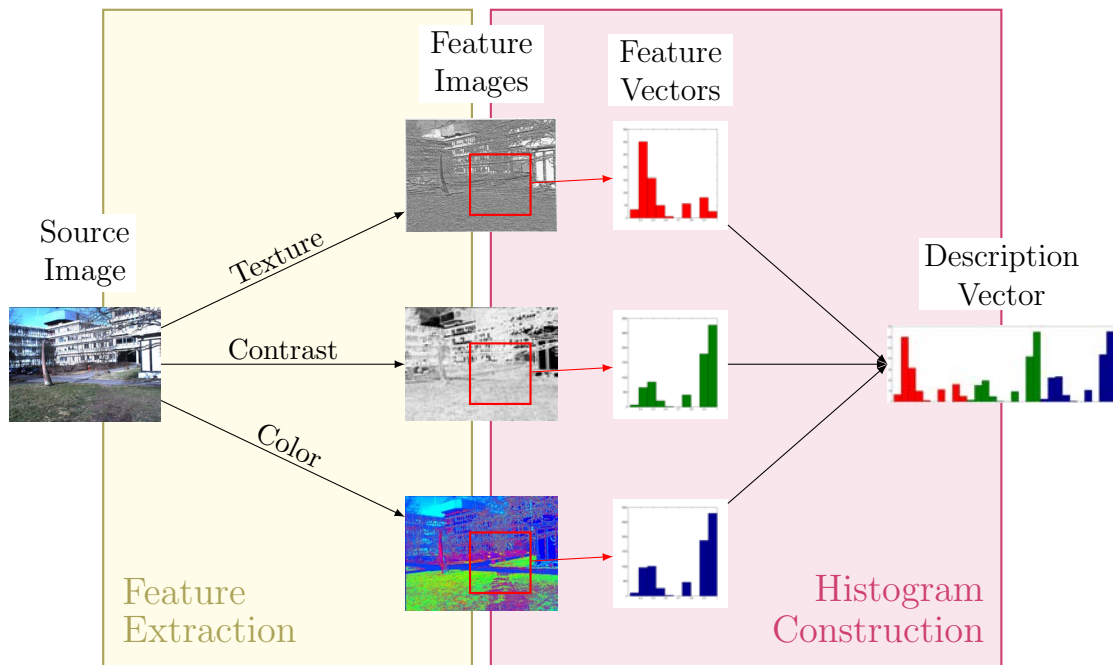 Feature
Images
Feature
Vectors
Source
Image
Texture
Contrast
Color
Description
Vector
Feature
Extraction
Histogram
Construction